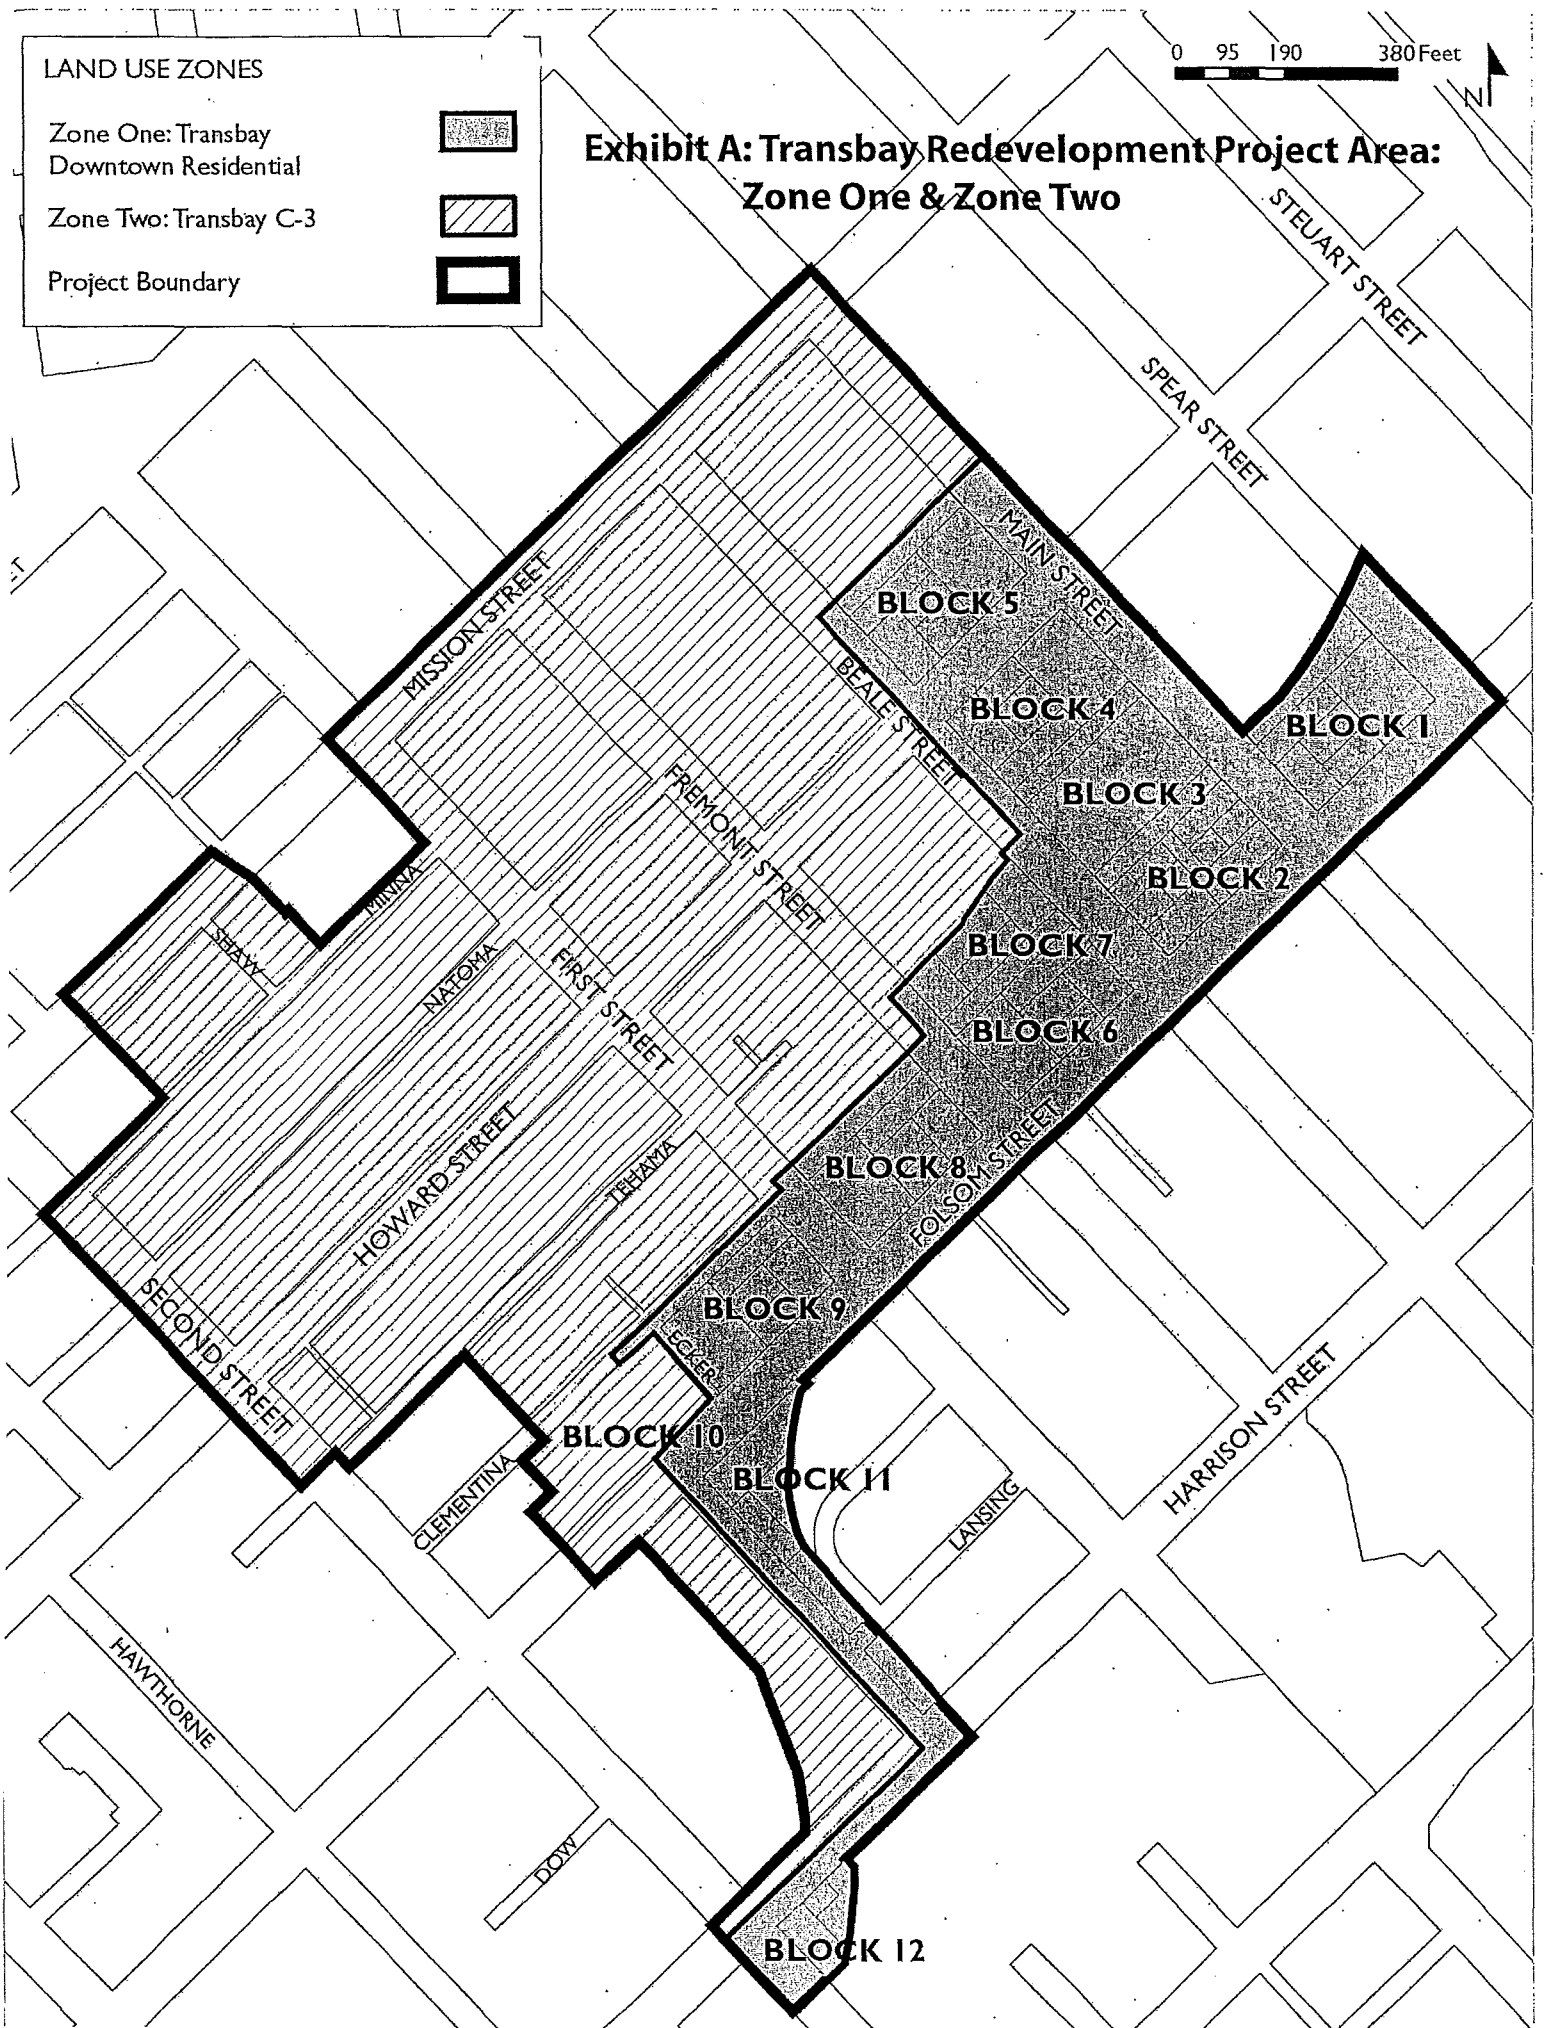 LAND USE ZONES
Zone One: Transbay
Downtown Residential
Zone Two: Transbay C-3
Project Boundary
0 95 190 380 Feet
N
Exhibit A: Transbay Redevelopment Project Area:
Zone One & Zone Two
STEUART STREET
SPEAR STREET
MAIN STREET
MISSION STREET
BLOCK 5
BEALE STREET
BLOCK 4
BLOCK 1
BLOCK 3
FREMONT STREET
BLOCK 2
MINNA
SHAW
NATOMA
FIRST STREET
BLOCK 7
BLOCK 6
HOWARD STREET
TEHAMA
BLOCK 8
FOLSOM STREET
SECOND STREET
BLOCK 9
ECKER
HARRISON STREET
BLOCK 10
BLOCK 11
CLEMENTINA
LANSING
HAWTHORNE
DOW
BLOCK 12